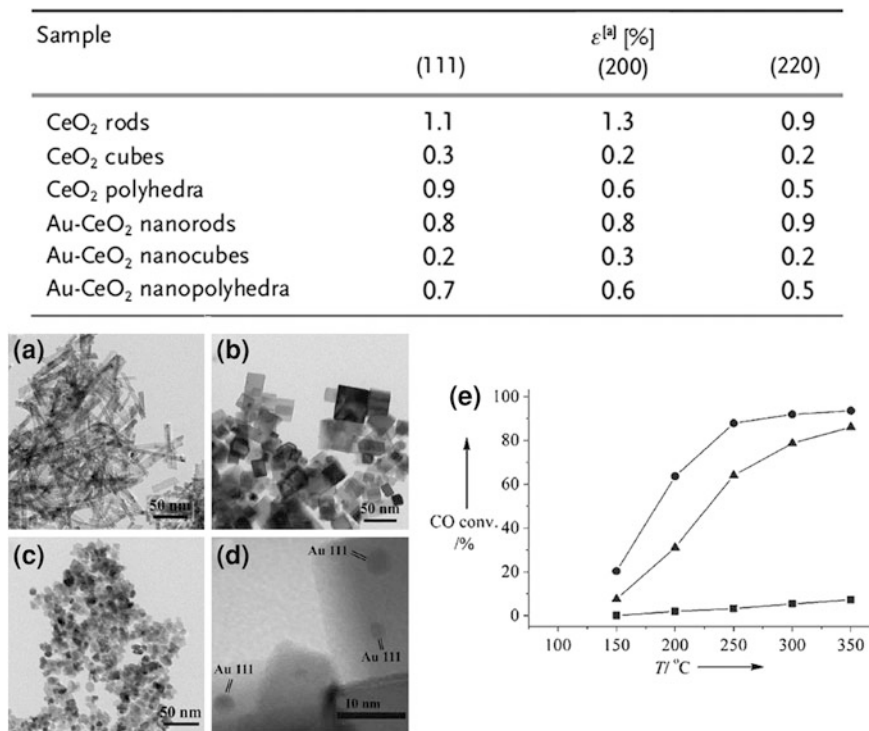 Sample ε[a] [%]
(111) (200) (220)
CeO₂ rods 1.1 1.3 0.9
CeO₂ cubes 0.3 0.2 0.2
CeO₂ polyhedra 0.9 0.6 0.5
Au-CeO₂ nanorods 0.8 0.8 0.9
Au-CeO₂ nanocubes 0.2 0.3 0.2
Au-CeO₂ nanopolyhedra 0.7 0.6 0.5
(a)
50 nm
(b)
50 nm
(c)
50 nm
(d)
Au 111
Au 111
Au 111
10 nm
(e)
100
80
60
CO conv.
/%
40
20
0
100 150 200 250 300 350
T/ °C